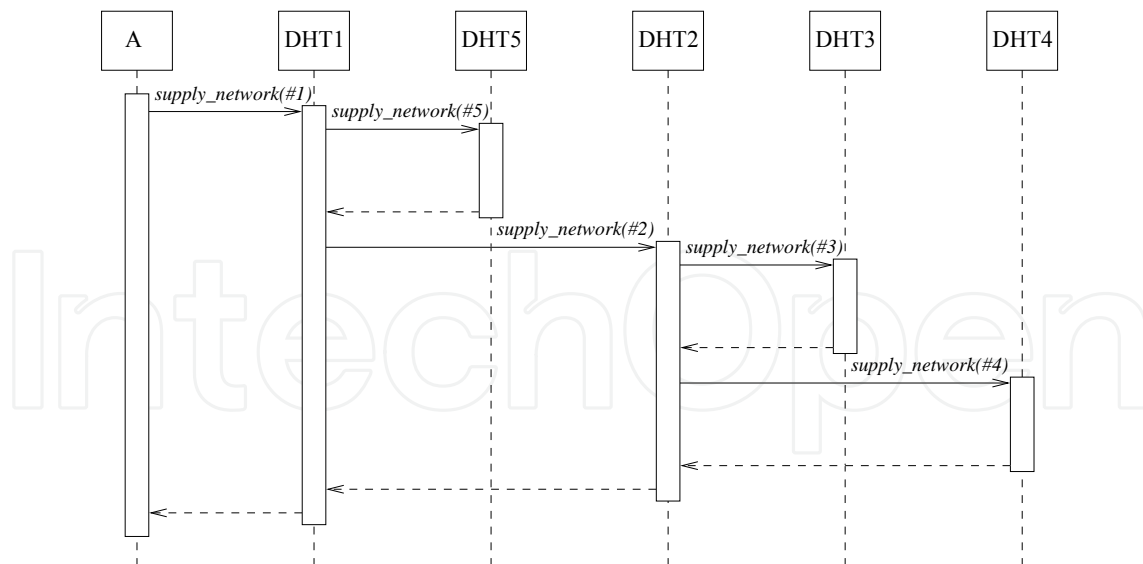 A
DHT1
DHT5
DHT2
DHT3
DHT4
supply_network(#1)
supply_network(#5)
supply_network(#2)
supply_network(#3)
supply_network(#4)
IntechOpen